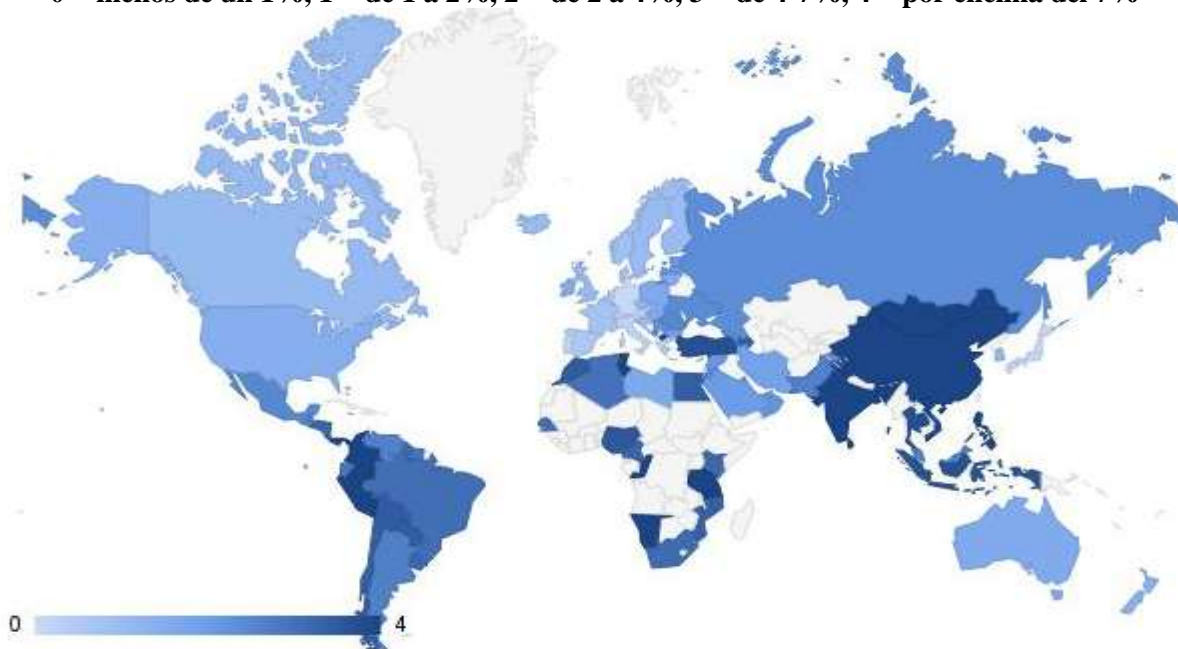 0 = menos de un 1%, 1 = de 1 a 2%, 2 = de 2 a 4%, 3 = de 4-7%, 4 = por encima del 7%
0
4